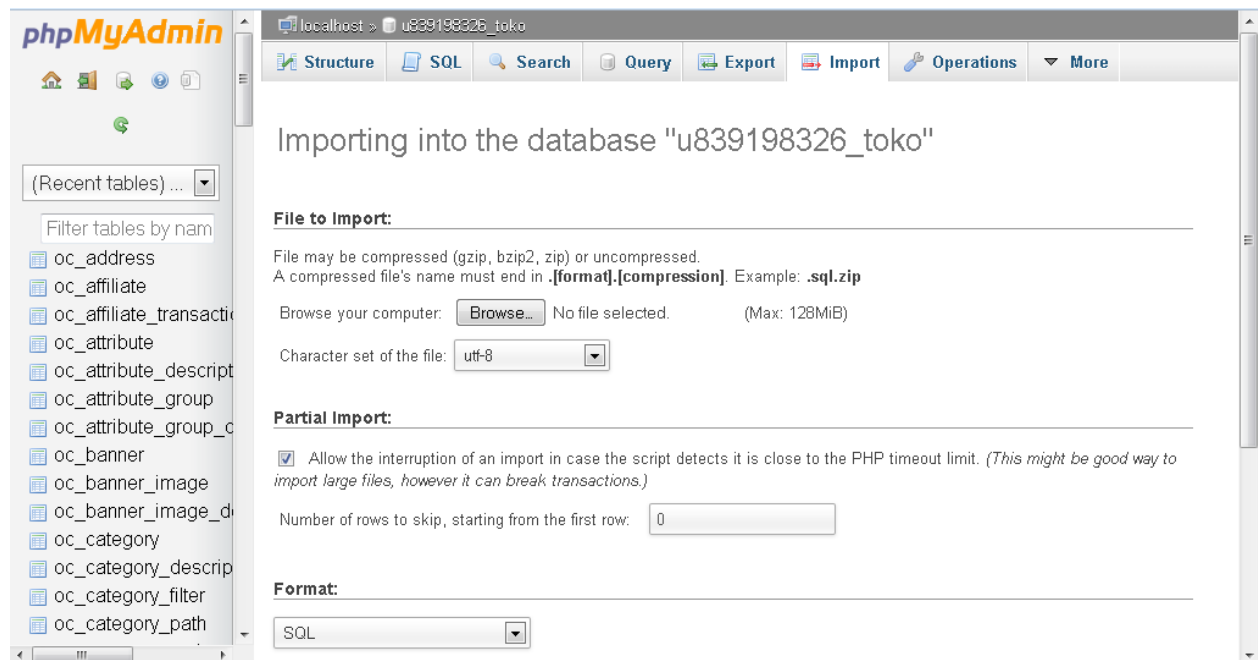 phpMyAdmin
(Recent tables) ...
Filter tables by nam
oc_address
oc_affiliate
oc_affiliate_transactio
oc_attribute
oc_attribute_descript
oc_attribute_group
oc_attribute_group_d
oc_banner
oc_banner_image
oc_banner_image_d
oc_category
oc_category_descrip
oc_category_filter
oc_category_path
localhost » u839198326_toko
Structure SQL Search Query Export Import Operations More
Importing into the database "u839198326_toko"
File to Import:
File may be compressed (gzip, bzip2, zip) or uncompressed.
A compressed file's name must end in .[format].[compression]. Example: .sql.zip
Browse your computer: Browse... No file selected. (Max: 128MiB)
Character set of the file: utf-8
Partial Import:
Allow the interruption of an import in case the script detects it is close to the PHP timeout limit. (This might be good way to
import large files, however it can break transactions.)
Number of rows to skip, starting from the first row: 0
Format:
SQL